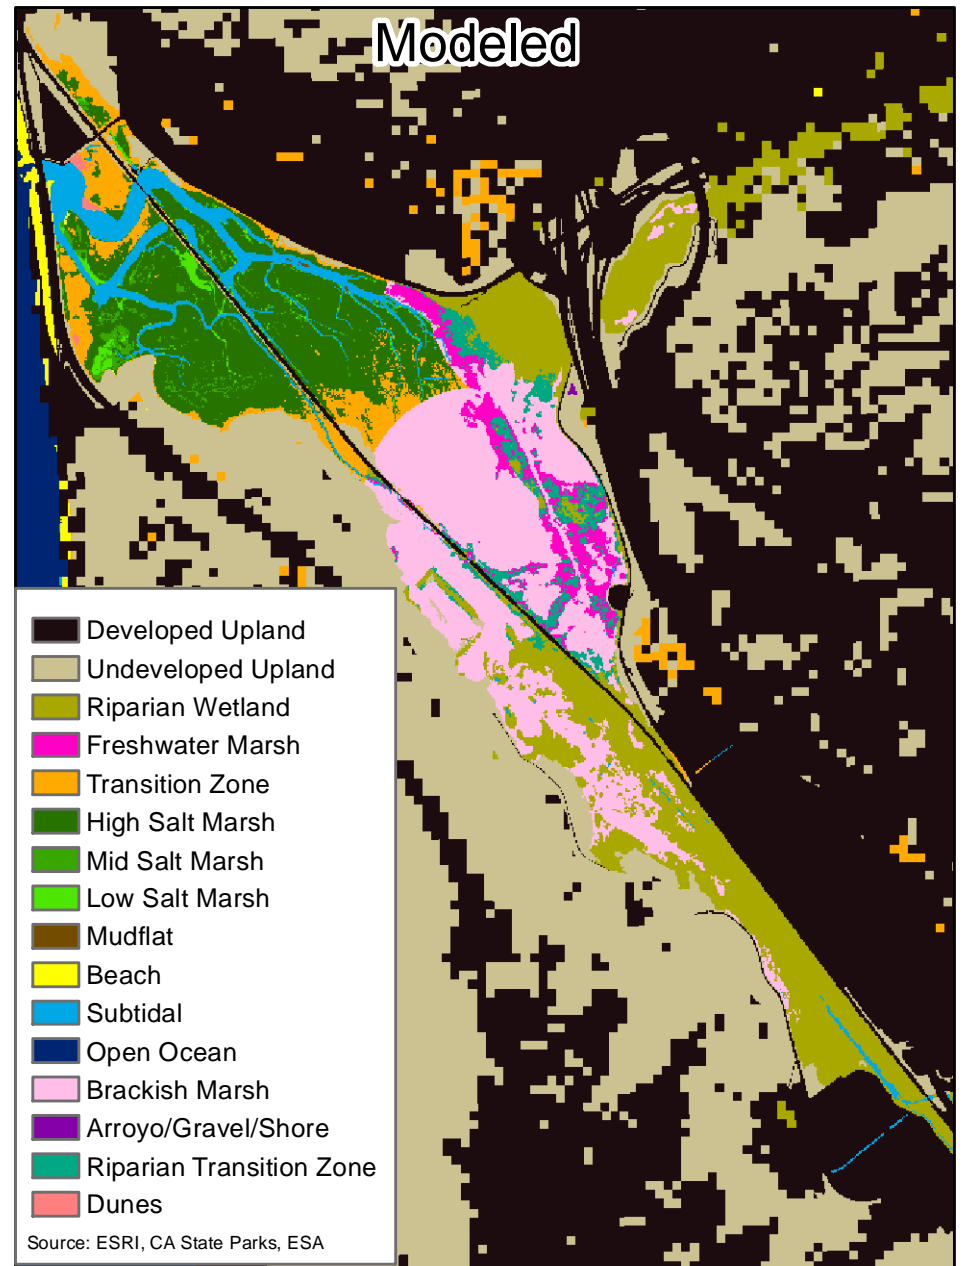 Modeled
Developed Upland
Undeveloped Upland
Riparian Wetland
Freshwater Marsh
Transition Zone
High Salt Marsh
Mid Salt Marsh
Low Salt Marsh
Mudflat
Beach
Subtidal
Open Ocean
Brackish Marsh
Arroyo/Gravel/Shore
Riparian Transition Zone
Dunes
Source: ESRI, CA State Parks, ESA